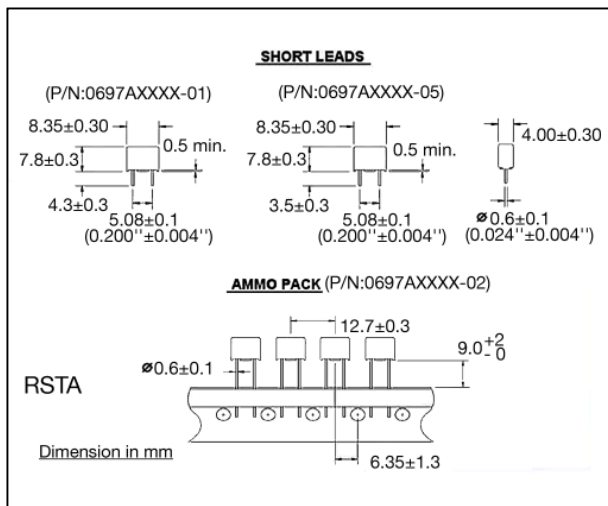 SHORT LEADS
(P/N:0697AXXXX-01)
(P/N:0697AXXXX-05)
8.35±0.30
0.5 min.
7.8±0.3
4.3±0.3
5.08±0.1
(0.200''±0.004'')
8.35±0.30
0.5 min.
7.8±0.3
3.5±0.3
5.08±0.1
(0.200''±0.004'')
4.00±0.30
ø0.6±0.1
(0.024''±0.004'')
AMMO PACK (P/N:0697AXXXX-02)
12.7±0.3
ø0.6±0.1
9.0+2-0
RSTA
6.35±1.3
Dimension in mm